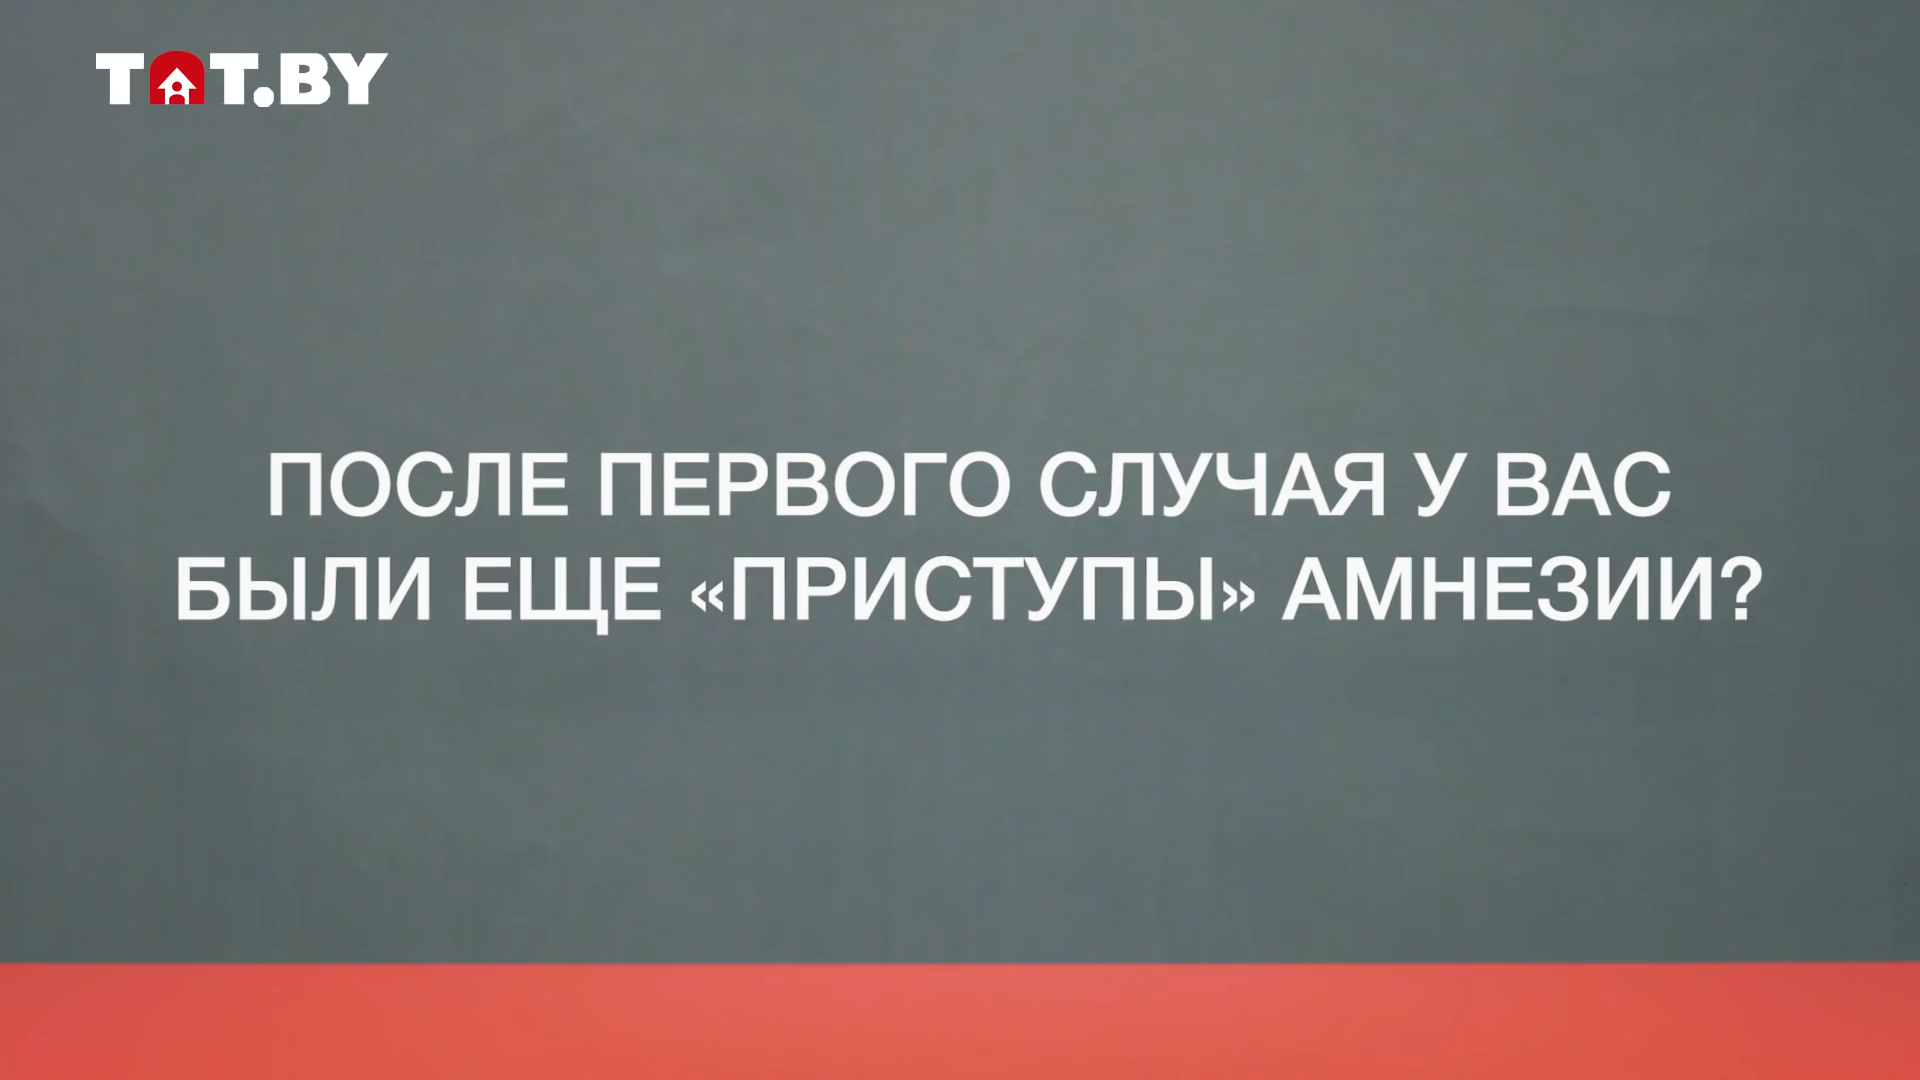 TUT.BY
ПОСЛЕ ПЕРВОГО СЛУЧАЯ У ВАС
БЫЛИ ЕЩЕ «ПРИСТУПЫ» АМНЕЗИИ?